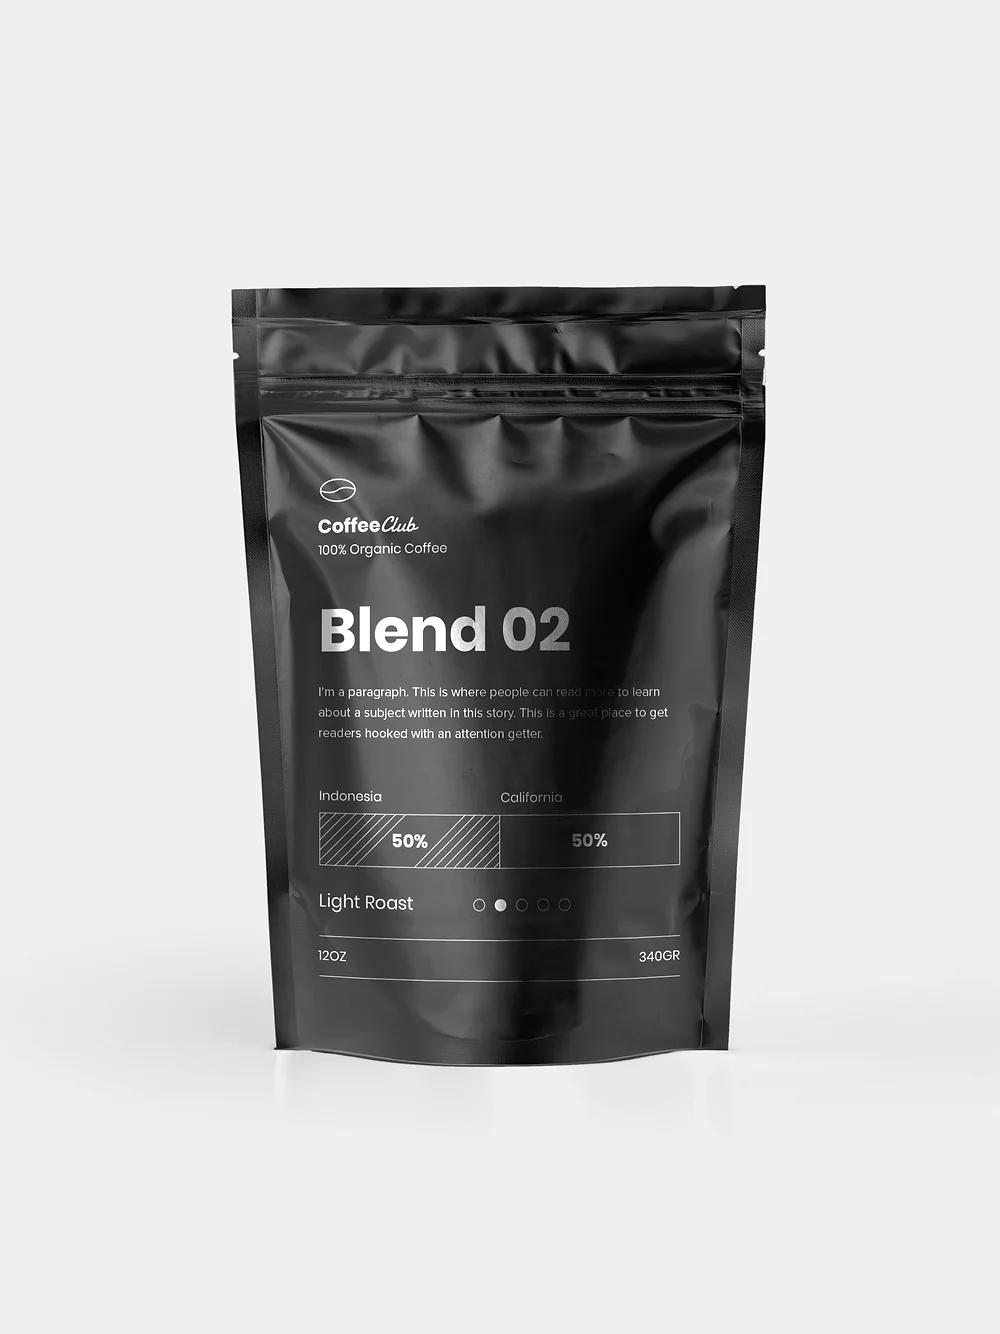 CoffeeClub
100% Organic Coffee
Blend 02
I'm a paragraph. This is where people can read more to learn
about a subject written in this story. This is a great place to get
readers hooked with an attention getter.
Indonesia California
50% 50%
Light Roast
12OZ 340GR